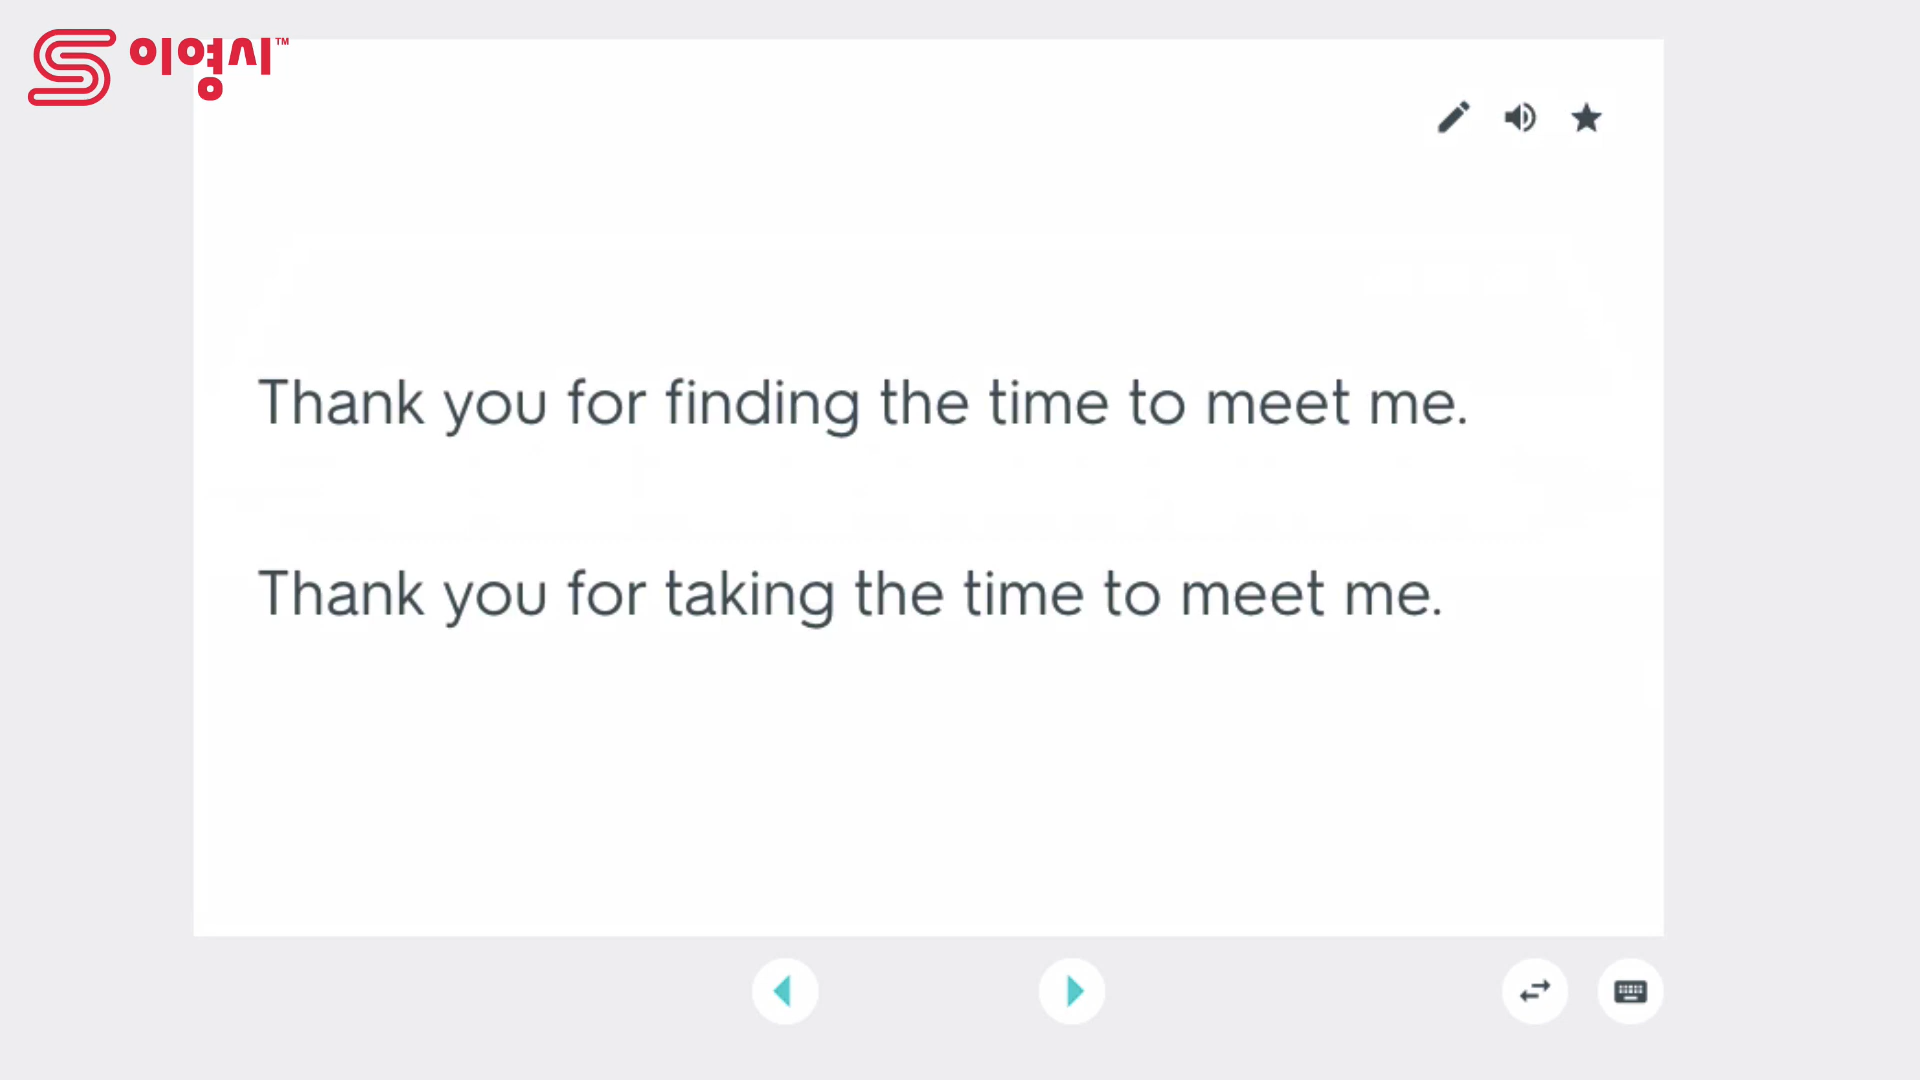 이영시™
Thank you for finding the time to meet me.
Thank you for taking the time to meet me.